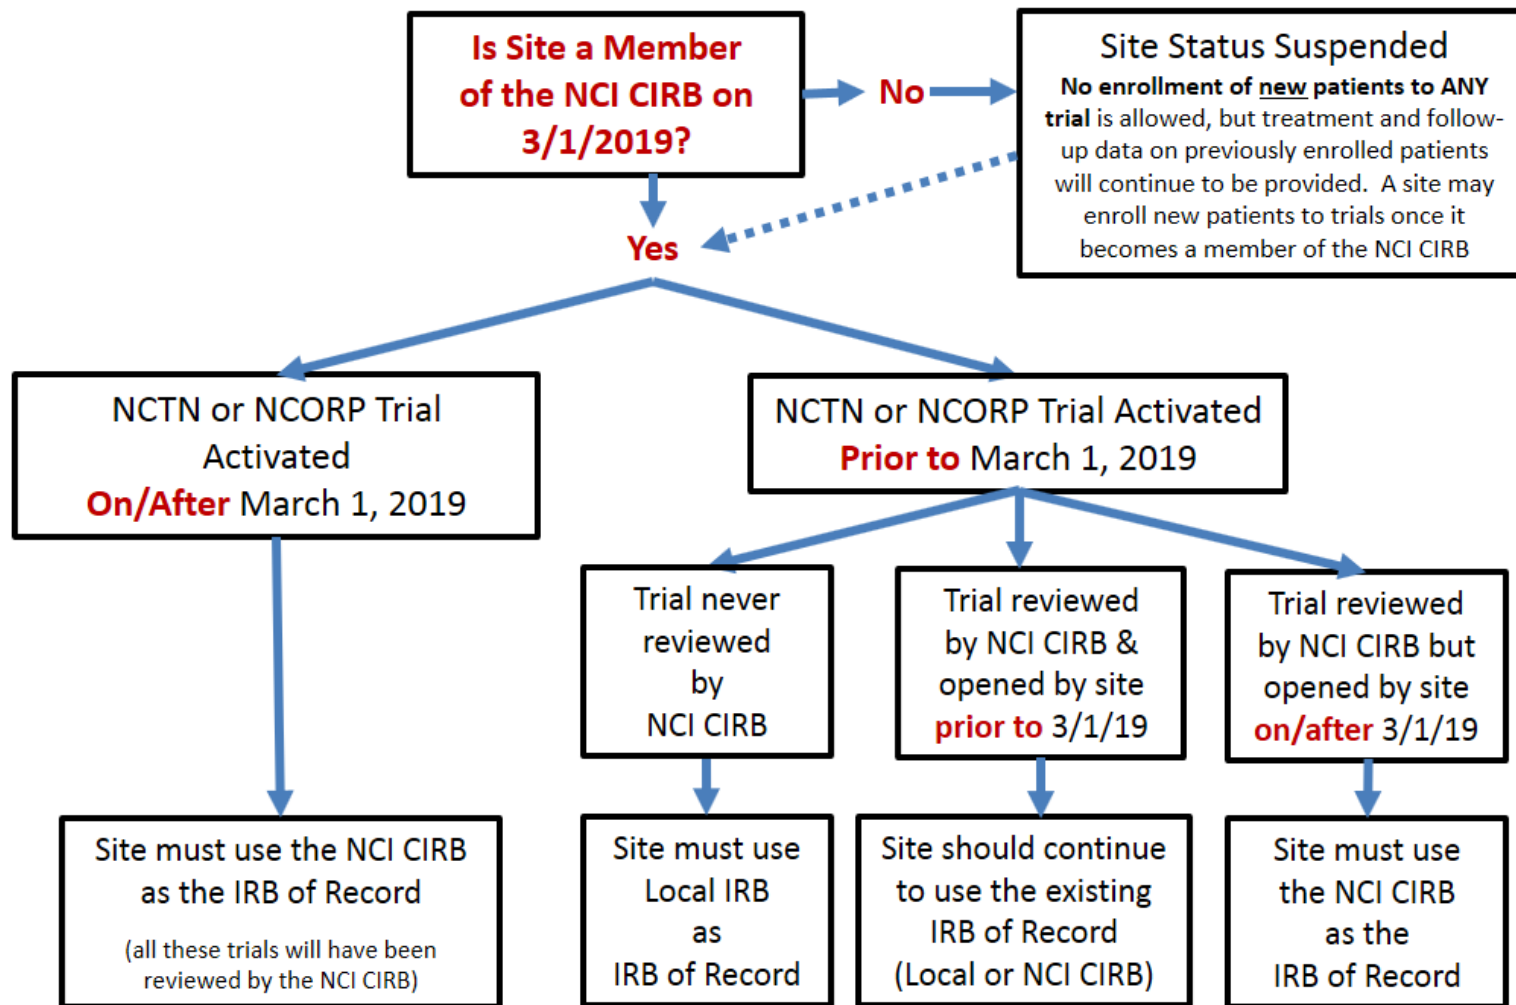 Is Site a Member
of the NCI CIRB on
3/1/2019?
No
Site Status Suspended
No enrollment of new patients to ANY
trial is allowed, but treatment and follow-
up data on previously enrolled patients
will continue to be provided. A site may
enroll new patients to trials once it
becomes a member of the NCI CIRB
Yes
NCTN or NCORP Trial
Activated
On/After March 1, 2019
NCTN or NCORP Trial Activated
Prior to March 1, 2019
Trial never
reviewed
by
NCI CIRB
Trial reviewed
by NCI CIRB &
opened by site
prior to 3/1/19
Trial reviewed
by NCI CIRB but
opened by site
on/after 3/1/19
Site must use the NCI CIRB
as the IRB of Record
(all these trials will have been
reviewed by the NCI CIRB)
Site must use
Local IRB
as
IRB of Record
Site should continue
to use the existing
IRB of Record
(Local or NCI CIRB)
Site must use
the NCI CIRB
as the
IRB of Record